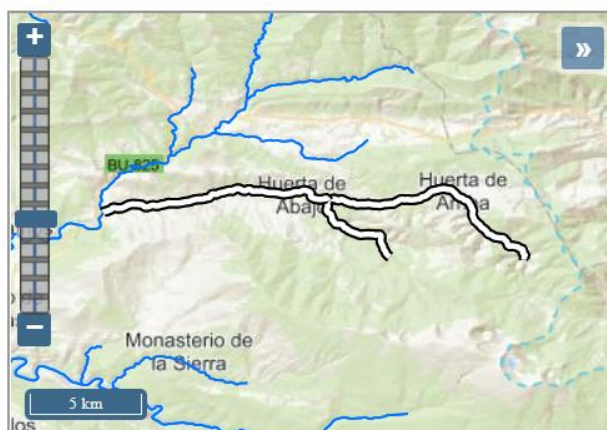 +
»
BU-825
Huerta de
Abajo
Huerta de
Arriba
Monasterio de
la Sierra
−
5 km
los